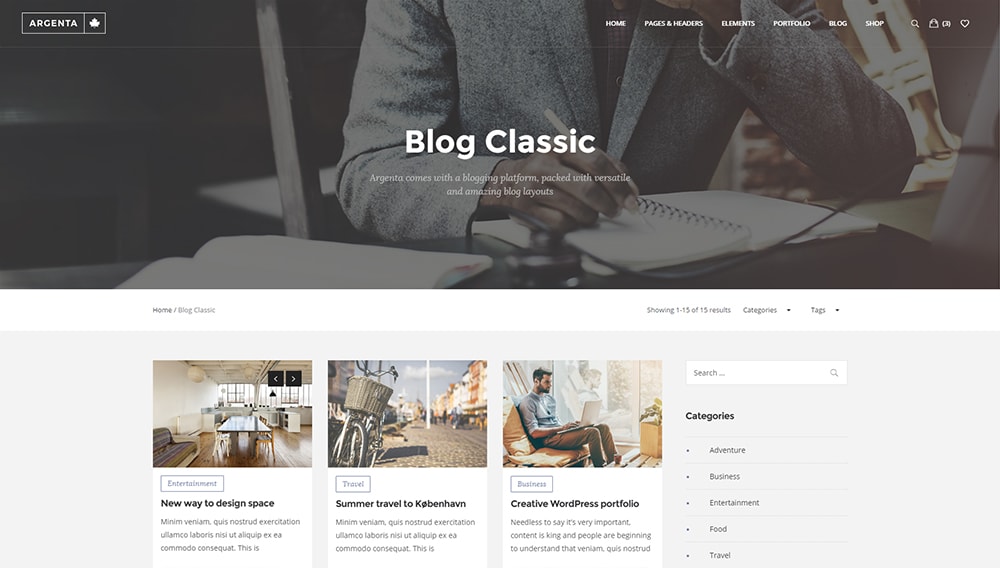 ARGENTA
HOME PAGES & HEADERS ELEMENTS PORTFOLIO BLOG SHOP (3)
Blog Classic
Argenta comes with a blogging platform, packed with versatile
and amazing blog layouts
Home / Blog Classic
Showing 1-15 of 15 results Categories Tags
Entertainment
New way to design space
Minim veniam, quis nostrud exercitation
ullamco laboris nisi ut aliquip ex ea
commodo consequat. This is
Travel
Summer travel to København
Minim veniam, quis nostrud exercitation
ullamco laboris nisi ut aliquip ex ea
commodo consequat. This is
Business
Creative WordPress portfolio
Needless to say it's very important,
content is king and people are beginning
to understand that veniam, quis nostrud
Search ...
Categories
Adventure
Business
Entertainment
Food
Travel